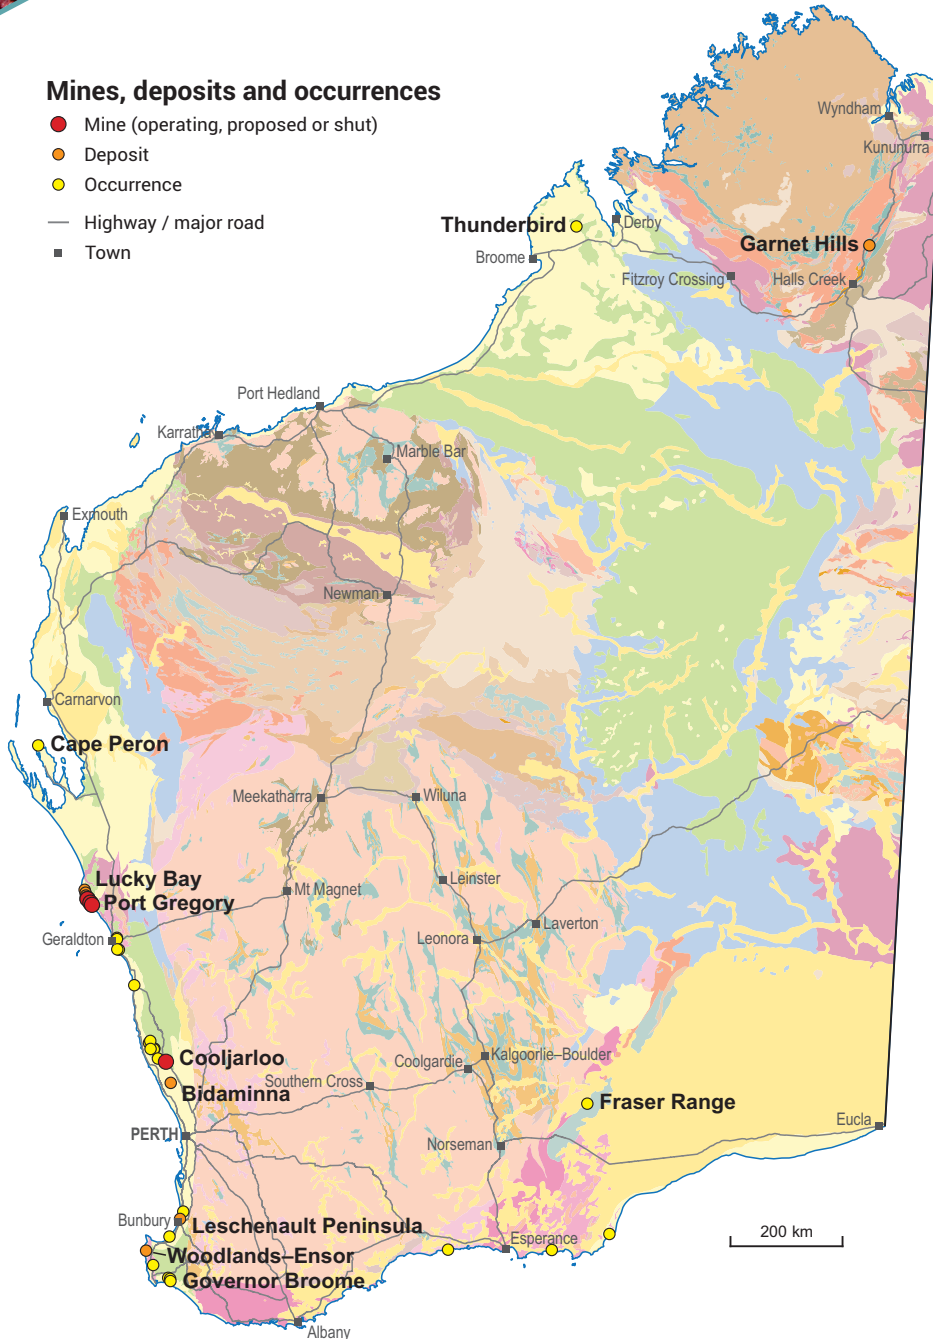 Mines, deposits and occurrences
Mine (operating, proposed or shut)
Deposit
Occurrence
Highway / major road
Town
Wyndham
Kununurra
Thunderbird
Derby
Garnet Hills
Broome
Fitzroy Crossing
Halls Creek
Port Hedland
Karratha
Marble Bar
Exmouth
Newman
Carnarvon
Cape Peron
Meekatharra
Wiluna
Lucky Bay
Leinster
Mt Magnet
Port Gregory
Laverton
Geraldton
Leonora
Cooljarloo
Kalgoorlie–Boulder
Coolgardie
Southern Cross
Bidaminna
Fraser Range
Eucla
PERTH
Norseman
Bunbury
Leschenault Peninsula
200 km
Esperance
Woodlands–Ensor
Governor Broome
Albany